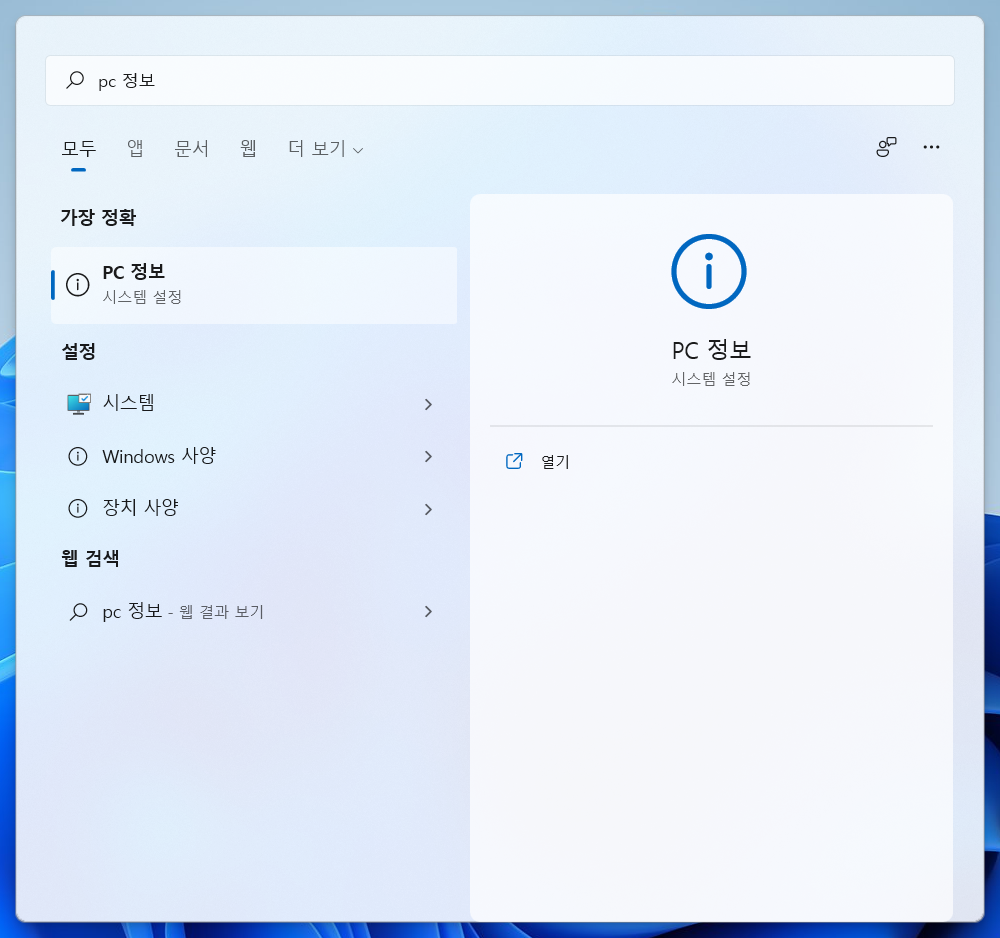 pc 정보
모두 앱 문서 웹 더 보기
가장 정확
PC 정보
시스템 설정
설정
시스템
Windows 사양
장치 사양
웹 검색
pc 정보 - 웹 결과 보기
PC 정보
시스템 설정
열기